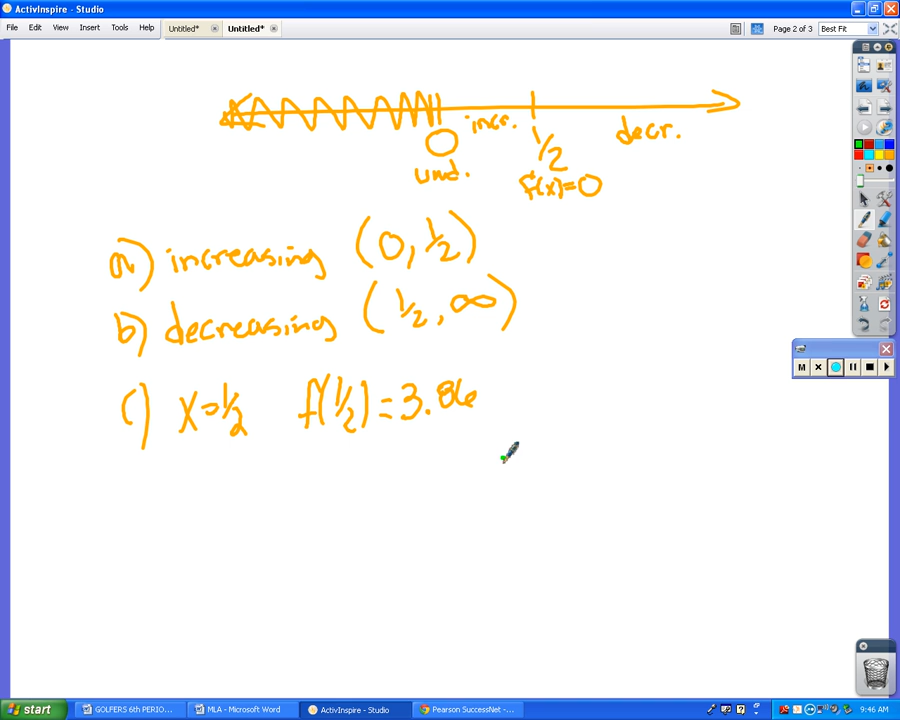 ActivInspire - Studio
File Edit View Insert Tools Help Untitled* Untitled* Page 2 of 3 Best Fit
incr. decr.
0 1/2
und. f(x)=0
a) increasing (0, 1/2)
b) decreasing (1/2, ∞)
c) x=1/2 f(1/2)=3.86
M
start GOLFERS 6th PERIO... MLA - Microsoft Word ActivInspire - Studio Pearson SuccessNet -... 9:46 AM